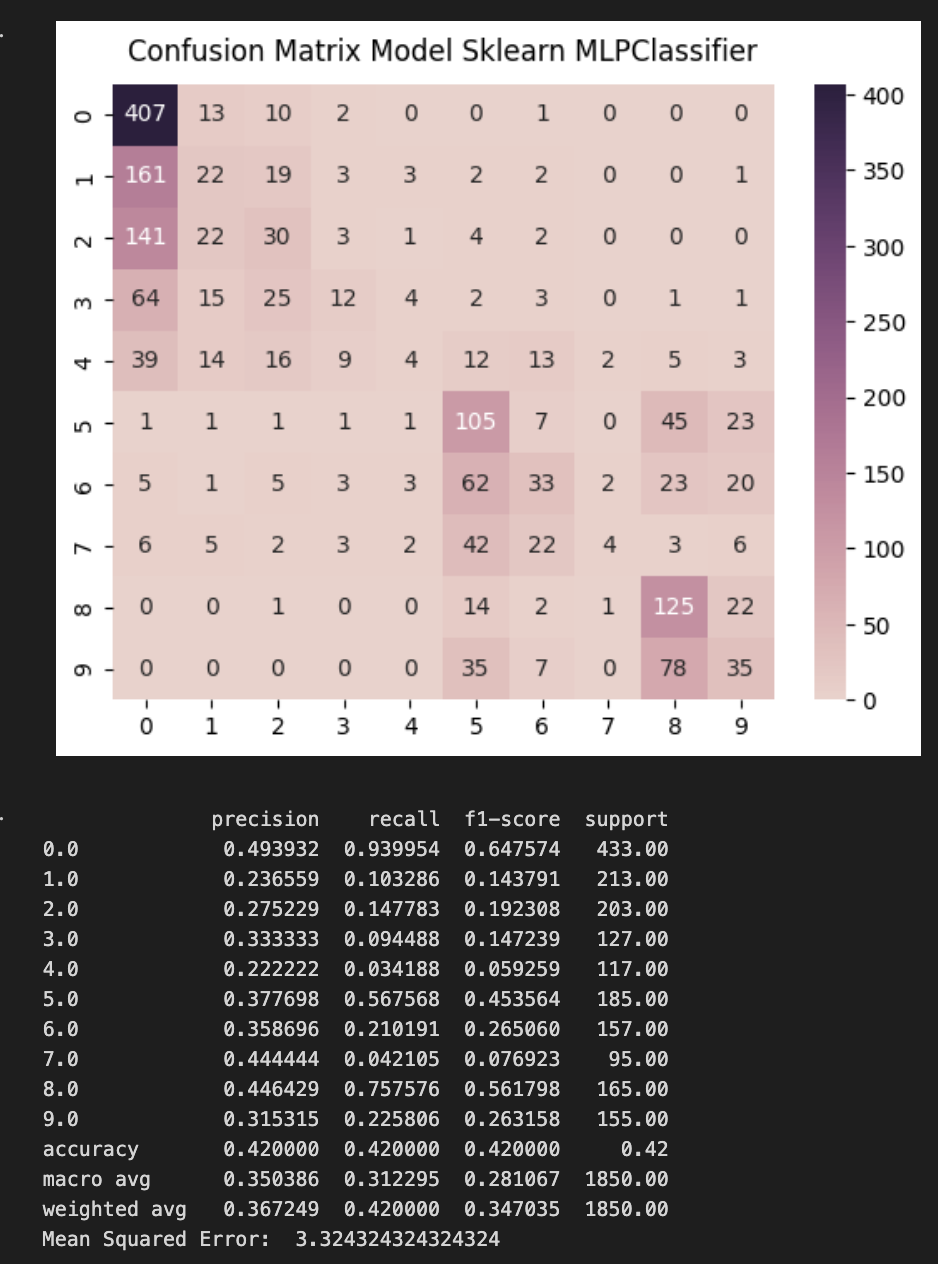 Confusion Matrix Model Sklearn MLPClassifier
0 407 13 10 2 0 0 1 0 0 0
1 161 22 19 3 3 2 2 0 0 1
2 141 22 30 3 1 4 2 0 0 0
3 64 15 25 12 4 2 3 0 1 1
4 39 14 16 9 4 12 13 2 5 3
5 1 1 1 1 1 105 7 0 45 23
6 5 1 5 3 3 62 33 2 23 20
7 6 5 2 3 2 42 22 4 3 6
8 0 0 1 0 0 14 2 1 125 22
9 0 0 0 0 0 35 7 0 78 35
0 1 2 3 4 5 6 7 8 9
400
350
300
250
200
150
100
50
0
precision recall f1-score support
0.0 0.493932 0.939954 0.647574 433.00
1.0 0.236559 0.103286 0.143791 213.00
2.0 0.275229 0.147783 0.192308 203.00
3.0 0.333333 0.094488 0.147239 127.00
4.0 0.222222 0.034188 0.059259 117.00
5.0 0.377698 0.567568 0.453564 185.00
6.0 0.358696 0.210191 0.265060 157.00
7.0 0.444444 0.042105 0.076923 95.00
8.0 0.446429 0.757576 0.561798 165.00
9.0 0.315315 0.225806 0.263158 155.00
accuracy 0.420000 0.420000 0.420000 0.42
macro avg 0.350386 0.312295 0.281067 1850.00
weighted avg 0.367249 0.420000 0.347035 1850.00
Mean Squared Error: 3.324324324324324